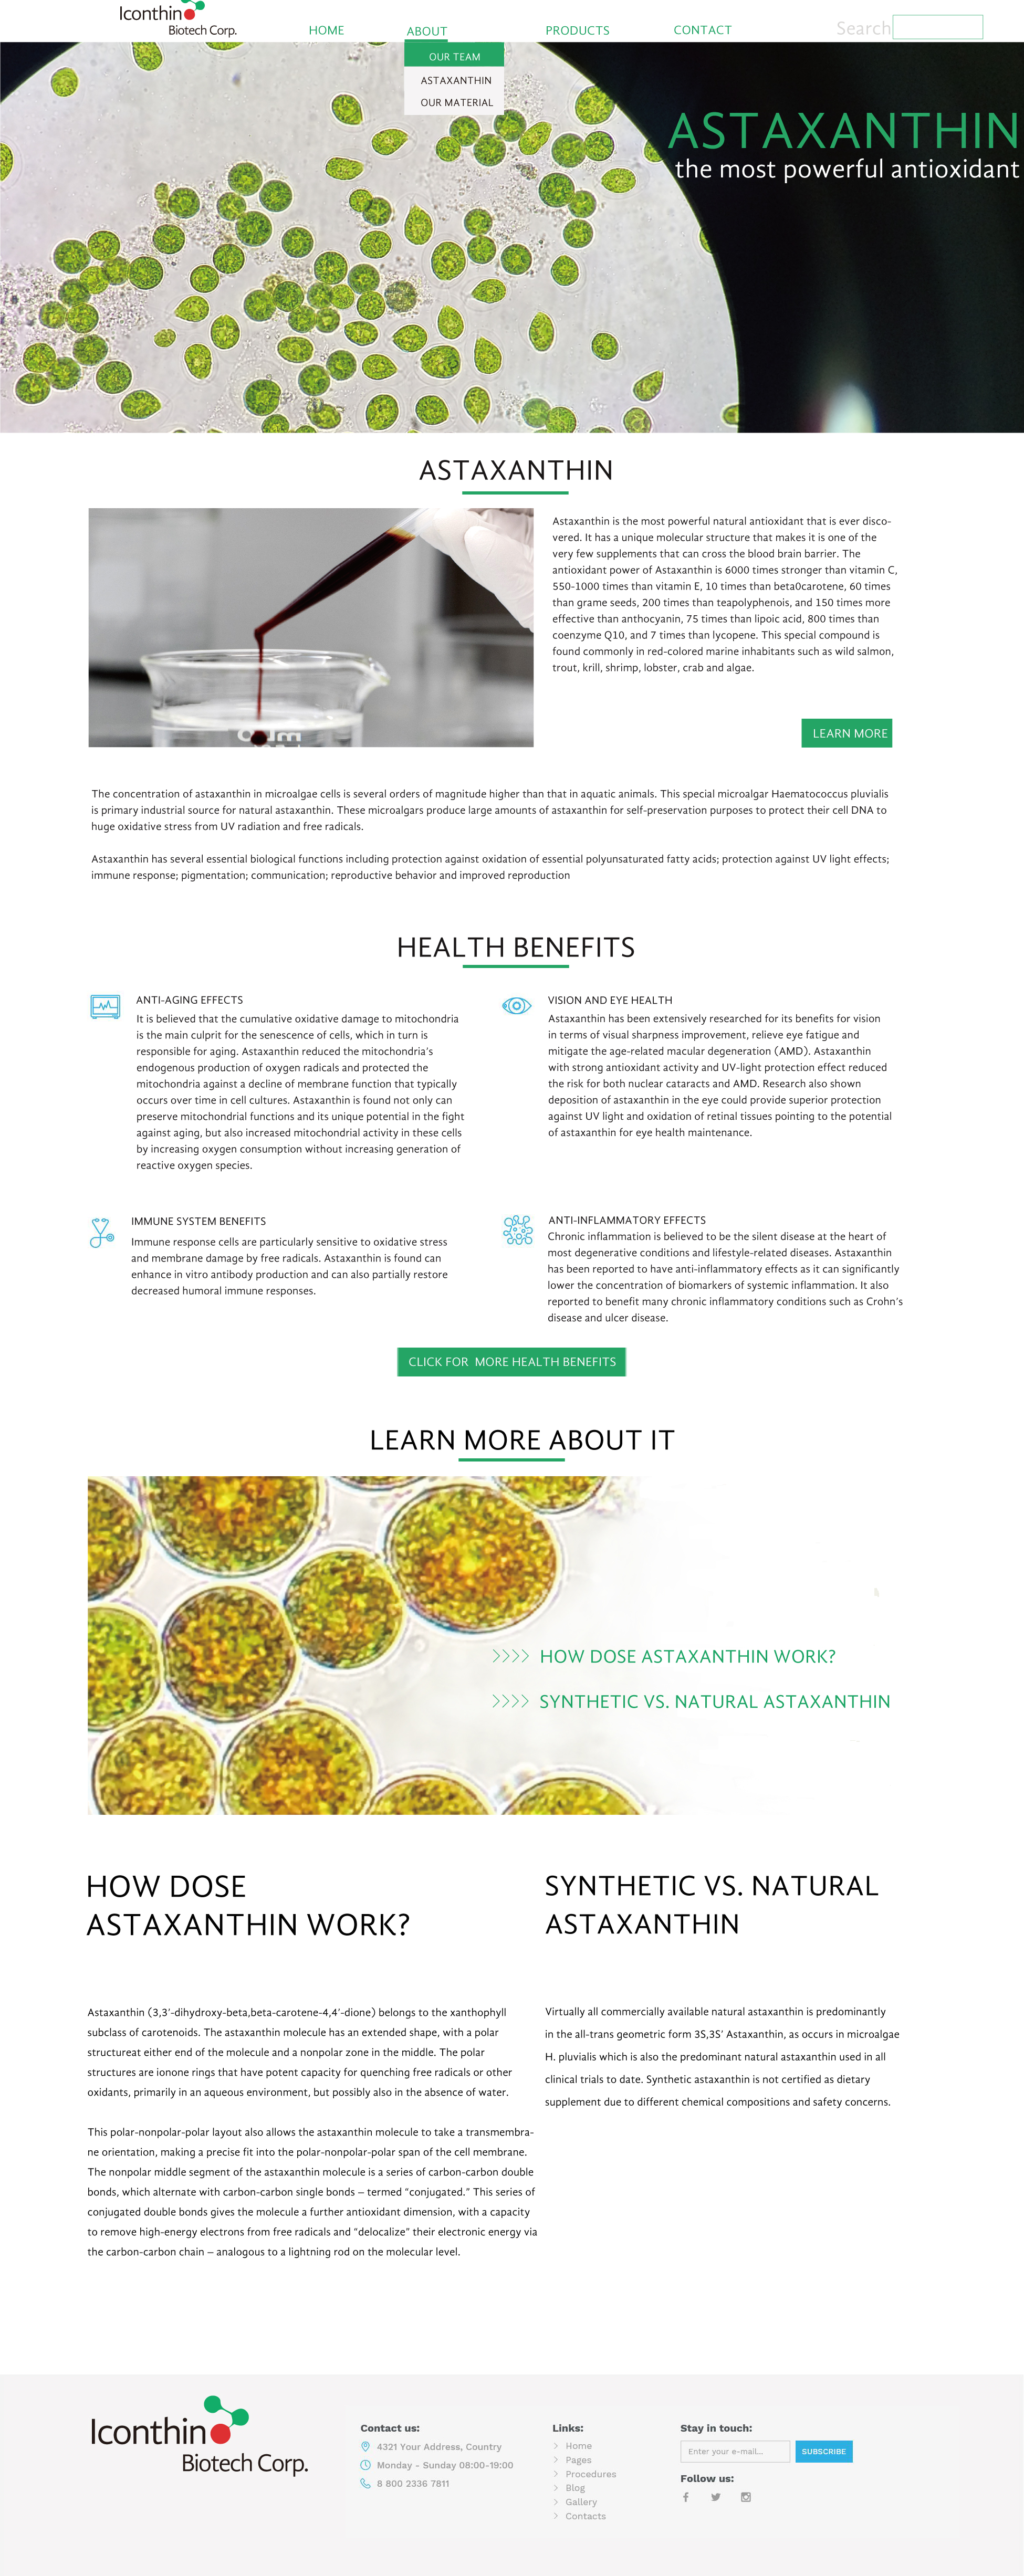 Iconthin
Biotech Corp.
HOME
ABOUT
PRODUCTS
CONTACT
Search
OUR TEAM
ASTAXANTHIN
OUR MATERIAL
ASTAXANTHIN
the most powerful antioxidant
ASTAXANTHIN
Astaxanthin is the most powerful natural antioxidant that is ever disco-
vered. It has a unique molecular structure that makes it is one of the
very few supplements that can cross the blood brain barrier. The
antioxidant power of Astaxanthin is 6000 times stronger than vitamin C,
550-1000 times than vitamin E, 10 times than beta0carotene, 60 times
than grame seeds, 200 times than teapolyphenois, and 150 times more
effective than anthocyanin, 75 times than lipoic acid, 800 times than
coenzyme Q10, and 7 times than lycopene. This special compound is
found commonly in red-colored marine inhabitants such as wild salmon,
trout, krill, shrimp, lobster, crab and algae.
LEARN MORE
The concentration of astaxanthin in microalgae cells is several orders of magnitude higher than that in aquatic animals. This special microalgar Haematococcus pluvialis
is primary industrial source for natural astaxanthin. These microalgars produce large amounts of astaxanthin for self-preservation purposes to protect their cell DNA to
huge oxidative stress from UV radiation and free radicals.
Astaxanthin has several essential biological functions including protection against oxidation of essential polyunsaturated fatty acids; protection against UV light effects;
immune response; pigmentation; communication; reproductive behavior and improved reproduction
HEALTH BENEFITS
ANTI-AGING EFFECTS
It is believed that the cumulative oxidative damage to mitochondria
is the main culprit for the senescence of cells, which in turn is
responsible for aging. Astaxanthin reduced the mitochondria's
endogenous production of oxygen radicals and protected the
mitochondria against a decline of membrane function that typically
occurs over time in cell cultures. Astaxanthin is found not only can
preserve mitochondrial functions and its unique potential in the fight
against aging, but also increased mitochondrial activity in these cells
by increasing oxygen consumption without increasing generation of
reactive oxygen species.
VISION AND EYE HEALTH
Astaxanthin has been extensively researched for its benefits for vision
in terms of visual sharpness improvement, relieve eye fatigue and
mitigate the age-related macular degeneration (AMD). Astaxanthin
with strong antioxidant activity and UV-light protection effect reduced
the risk for both nuclear cataracts and AMD. Research also shown
deposition of astaxanthin in the eye could provide superior protection
against UV light and oxidation of retinal tissues pointing to the potential
of astaxanthin for eye health maintenance.
IMMUNE SYSTEM BENEFITS
Immune response cells are particularly sensitive to oxidative stress
and membrane damage by free radicals. Astaxanthin is found can
enhance in vitro antibody production and can also partially restore
decreased humoral immune responses.
ANTI-INFLAMMATORY EFFECTS
Chronic inflammation is believed to be the silent disease at the heart of
most degenerative conditions and lifestyle-related diseases. Astaxanthin
has been reported to have anti-inflammatory effects as it can significantly
lower the concentration of biomarkers of systemic inflammation. It also
reported to benefit many chronic inflammatory conditions such as Crohn's
disease and ulcer disease.
CLICK FOR MORE HEALTH BENEFITS
LEARN MORE ABOUT IT
>>>> HOW DOSE ASTAXANTHIN WORK?
>>>> SYNTHETIC VS. NATURAL ASTAXANTHIN
HOW DOSE
ASTAXANTHIN WORK?
Astaxanthin (3,3'-dihydroxy-beta,beta-carotene-4,4'-dione) belongs to the xanthophyll
subclass of carotenoids. The astaxanthin molecule has an extended shape, with a polar
structureat either end of the molecule and a nonpolar zone in the middle. The polar
structures are ionone rings that have potent capacity for quenching free radicals or other
oxidants, primarily in an aqueous environment, but possibly also in the absence of water.
This polar-nonpolar-polar layout also allows the astaxanthin molecule to take a transmembra-
ne orientation, making a precise fit into the polar-nonpolar-polar span of the cell membrane.
The nonpolar middle segment of the astaxanthin molecule is a series of carbon-carbon double
bonds, which alternate with carbon-carbon single bonds – termed “conjugated.” This series of
conjugated double bonds gives the molecule a further antioxidant dimension, with a capacity
to remove high-energy electrons from free radicals and “delocalize” their electronic energy via
the carbon-carbon chain – analogous to a lightning rod on the molecular level.
SYNTHETIC VS. NATURAL
ASTAXANTHIN
Virtually all commercially available natural astaxanthin is predominantly
in the all-trans geometric form 3S,3S' Astaxanthin, as occurs in microalgae
H. pluvialis which is also the predominant natural astaxanthin used in all
clinical trials to date. Synthetic astaxanthin is not certified as dietary
supplement due to different chemical compositions and safety concerns.
Iconthin
Biotech Corp.
Contact us:
4321 Your Address, Country
Monday - Sunday 08:00-19:00
8 800 2336 7811
Links:
Home
Pages
Procedures
Blog
Gallery
Contacts
Stay in touch:
Enter your e-mail...
SUBSCRIBE
Follow us: